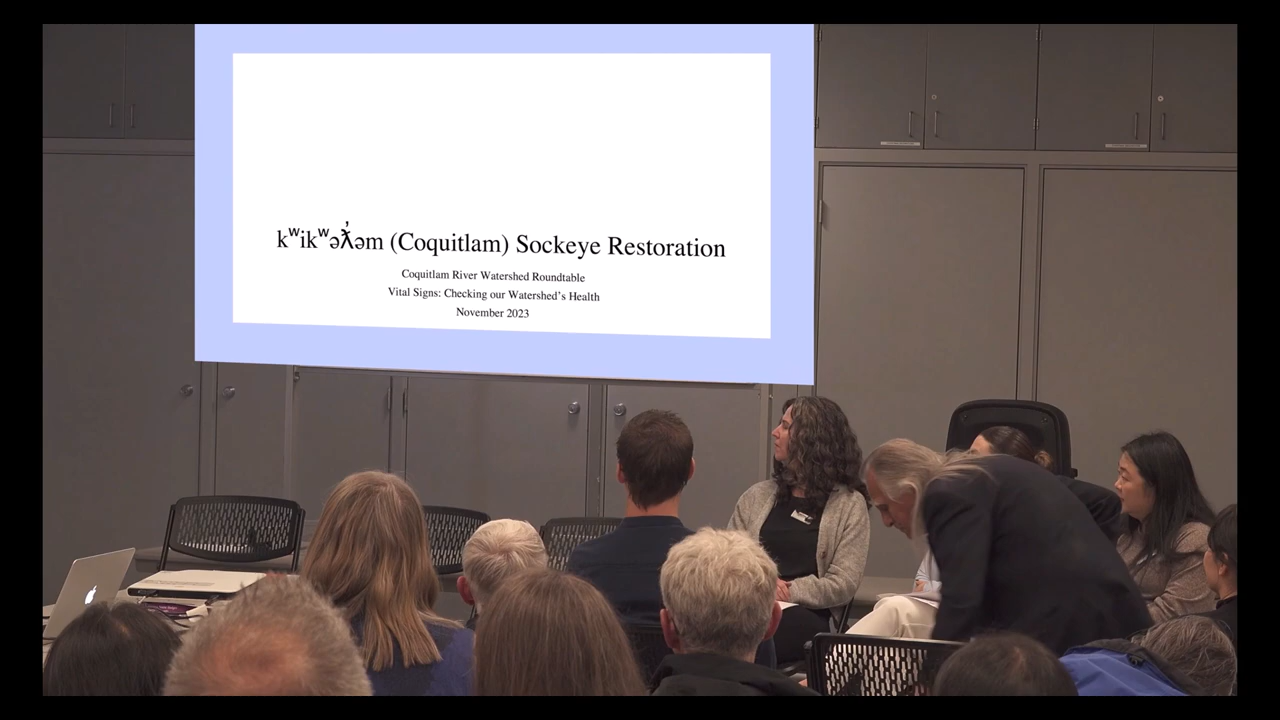 kʷikʷəƛ̓əm (Coquitlam) Sockeye Restoration
Coquitlam River Watershed Roundtable
Vital Signs: Checking our Watershed's Health
November 2023